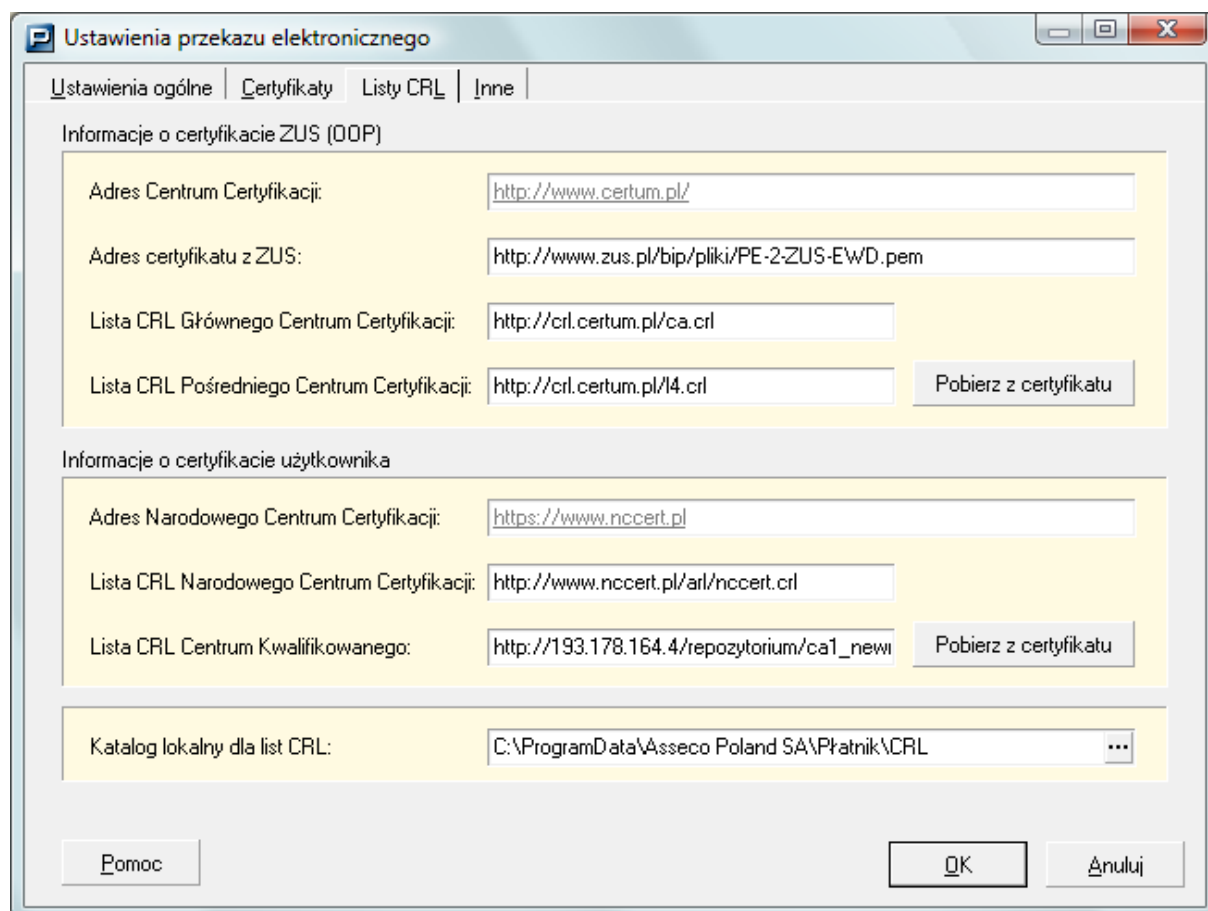 Ustawienia przekazu elektronicznego
Ustawienia ogólne Certyfikaty Listy CRL Inne
Informacje o certyfikacie ZUS (OOP)
Adres Centrum Certyfikacji: http://www.certum.pl/
Adres certyfikatu z ZUS: http://www.zus.pl/bip/pliki/PE-2-ZUS-EWD.pem
Lista CRL Głównego Centrum Certyfikacji: http://crl.certum.pl/ca.crl
Lista CRL Pośredniego Centrum Certyfikacji: http://crl.certum.pl/l4.crl Pobierz z certyfikatu
Informacje o certyfikacie użytkownika
Adres Narodowego Centrum Certyfikacji: https://www.nccert.pl
Lista CRL Narodowego Centrum Certyfikacji: http://www.nccert.pl/arl/nccert.crl
Lista CRL Centrum Kwalifikowanego: http://193.178.164.4/repozytorium/ca1_new Pobierz z certyfikatu
Katalog lokalny dla list CRL: C:\ProgramData\Asseco Poland SA\Płatnik\CRL ...
Pomoc OK Anuluj